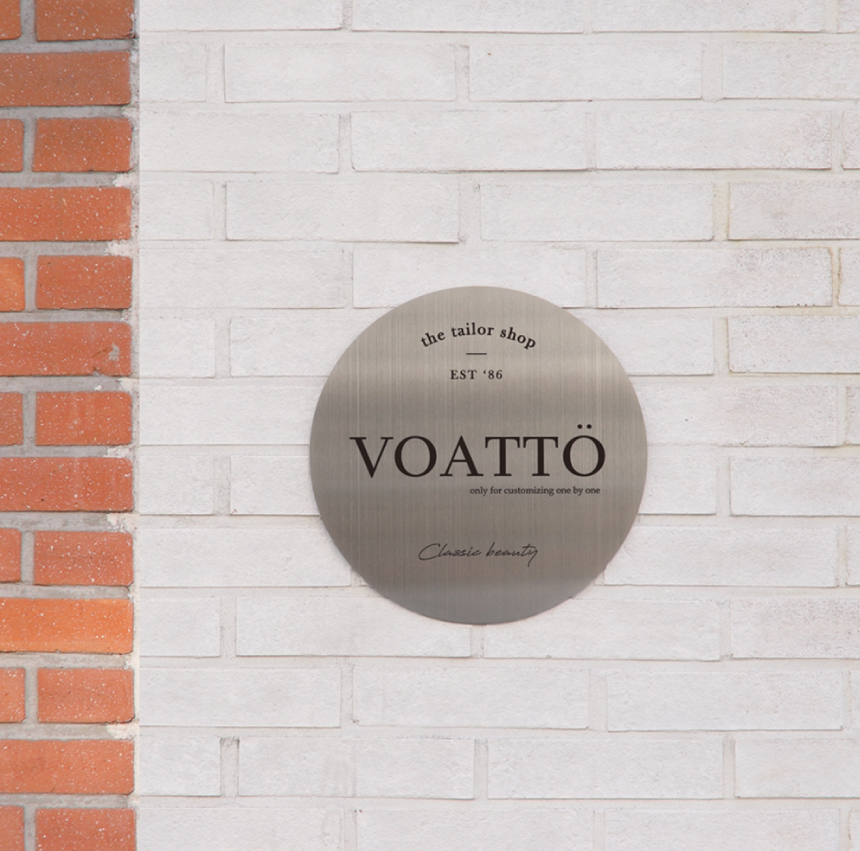 the tailor shop
EST ‘86
VOATTÖ
only for customizing one by one
Classic beauty